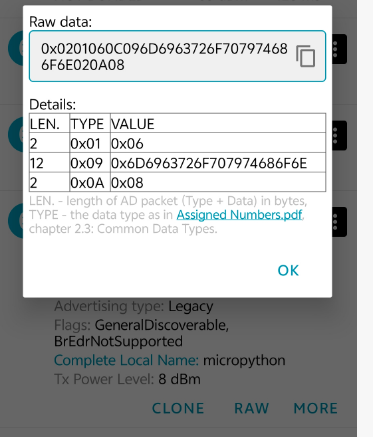 Raw data:
0x0201060C096D6963726F70797468
6F6E020A08
Details:
LEN. TYPE VALUE
2 0x01 0x06
12 0x09 0x6D6963726F707974686F6E
2 0x0A 0x08
LEN. - length of AD packet (Type + Data) in bytes,
TYPE - the data type as in Assigned Numbers.pdf,
chapter 2.3: Common Data Types.
OK
Advertising type: Legacy
Flags: GeneralDiscoverable,
BrEdrNotSupported
Complete Local Name: micropython
Tx Power Level: 8 dBm
CLONE RAW MORE